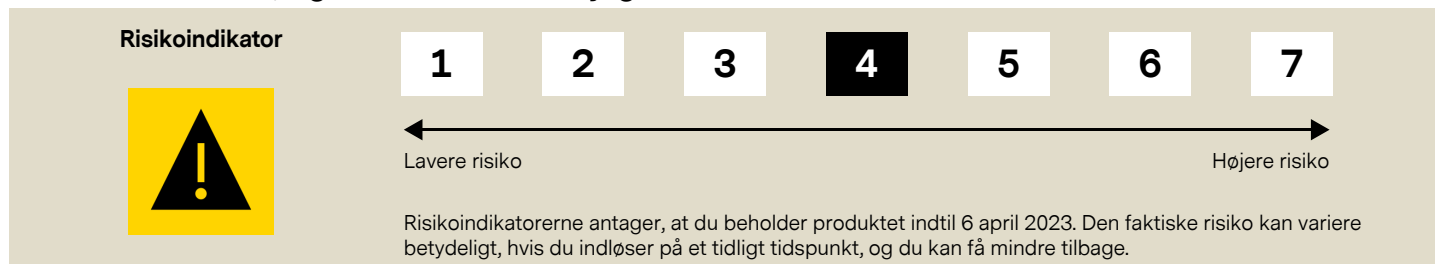 Risikoindikator
1 2 3 4 5 6 7
Lavere risiko Højere risiko
Risikoindikatorerne antager, at du beholder produktet indtil 6 april 2023. Den faktiske risiko kan variere
betydeligt, hvis du indløser på et tidligt tidspunkt, og du kan få mindre tilbage.